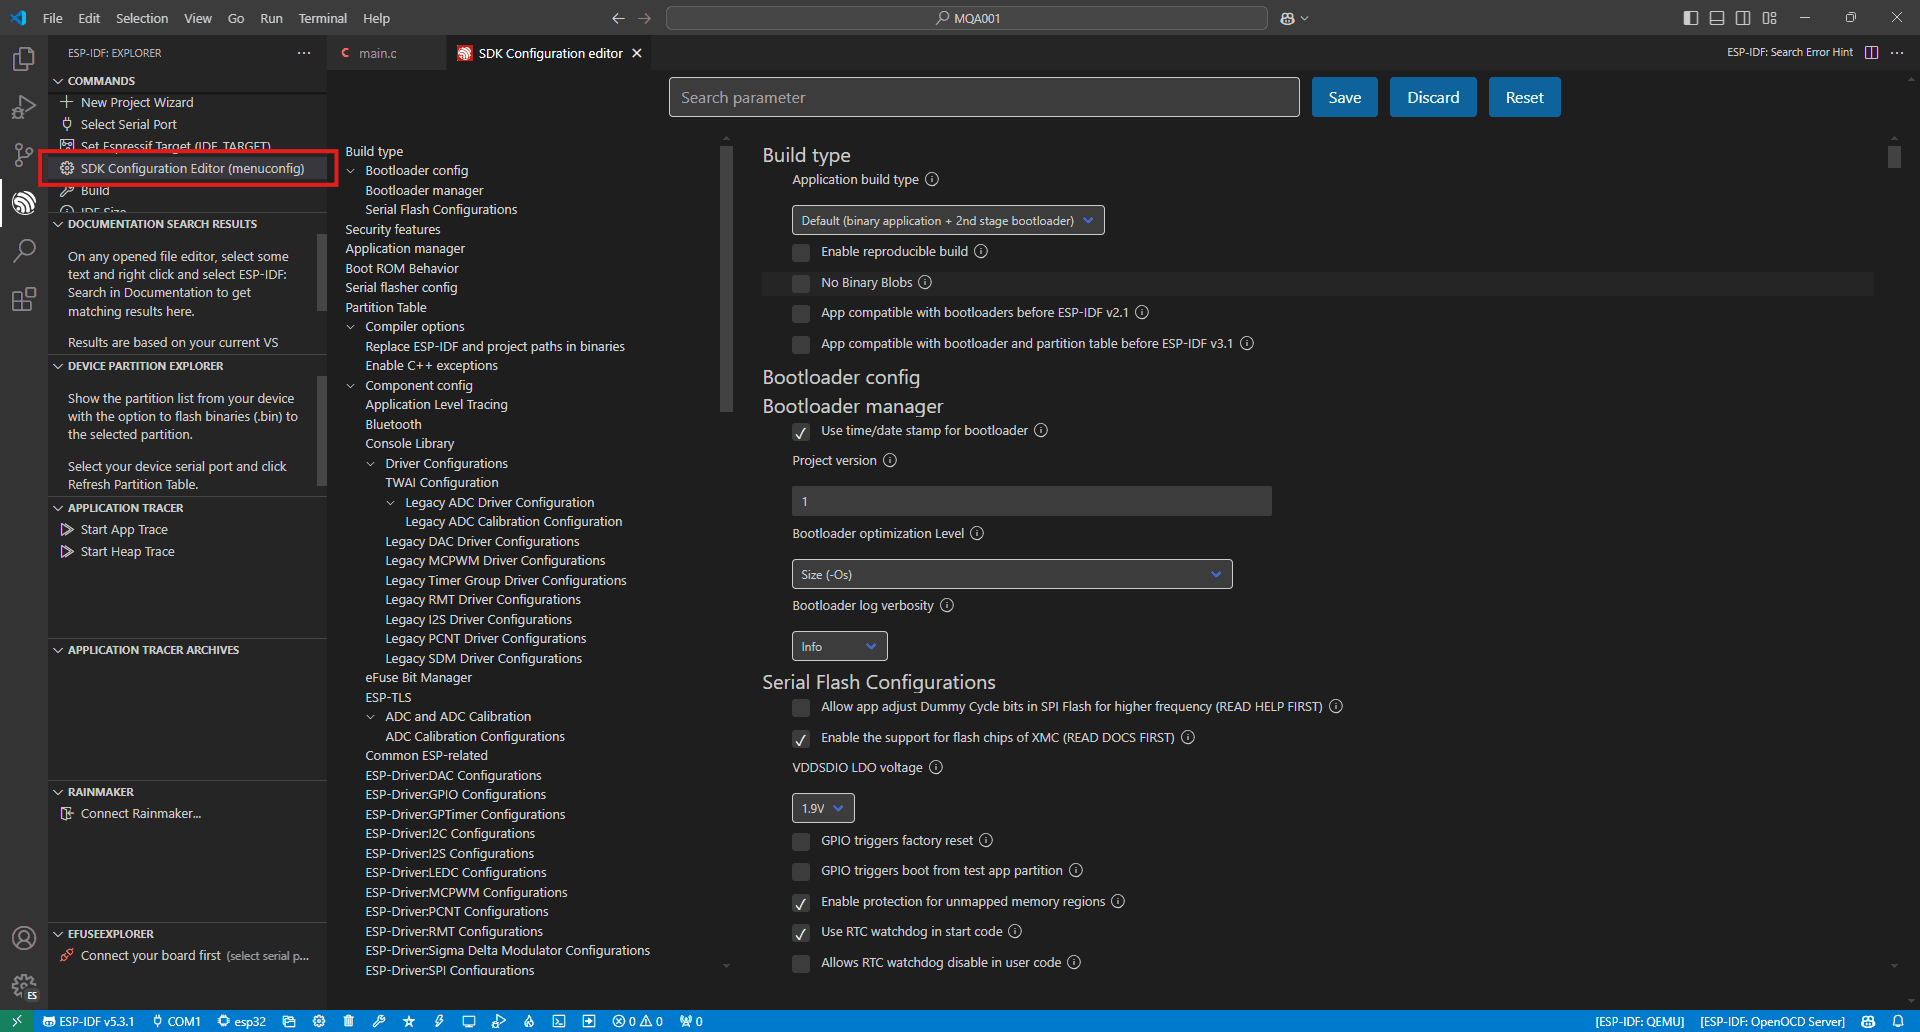 File Edit Selection View Go Run Terminal Help
MQA001
ESP-IDF: EXPLORER
main.c
SDK Configuration editor
ESP-IDF: Search Error Hint
COMMANDS
New Project Wizard
Select Serial Port
Set Espressif Target (IDF_TARGET)
SDK Configuration Editor (menuconfig)
Build
IDF Size
DOCUMENTATION SEARCH RESULTS
On any opened file editor, select some
text and right click and select ESP-IDF:
Search in Documentation to get
matching results here.
Results are based on your current VS
DEVICE PARTITION EXPLORER
Show the partition list from your device
with the option to flash binaries (.bin) to
the selected partition.
Select your device serial port and click
Refresh Partition Table.
APPLICATION TRACER
Start App Trace
Start Heap Trace
APPLICATION TRACER ARCHIVES
RAINMAKER
Connect Rainmaker...
EFUSEEXPLORER
Connect your board first (select serial p...
ES
Search parameter
Save
Discard
Reset
Build type
Bootloader config
Bootloader manager
Serial Flash Configurations
Security features
Application manager
Boot ROM Behavior
Serial flasher config
Partition Table
Compiler options
Replace ESP-IDF and project paths in binaries
Enable C++ exceptions
Component config
Application Level Tracing
Bluetooth
Console Library
Driver Configurations
TWAI Configuration
Legacy ADC Driver Configuration
Legacy ADC Calibration Configuration
Legacy DAC Driver Configurations
Legacy MCPWM Driver Configurations
Legacy Timer Group Driver Configurations
Legacy RMT Driver Configurations
Legacy I2S Driver Configurations
Legacy PCNT Driver Configurations
Legacy SDM Driver Configurations
eFuse Bit Manager
ESP-TLS
ADC and ADC Calibration
ADC Calibration Configurations
Common ESP-related
ESP-Driver:DAC Configurations
ESP-Driver:GPIO Configurations
ESP-Driver:GPTimer Configurations
ESP-Driver:I2C Configurations
ESP-Driver:I2S Configurations
ESP-Driver:LEDC Configurations
ESP-Driver:MCPWM Configurations
ESP-Driver:PCNT Configurations
ESP-Driver:RMT Configurations
ESP-Driver:Sigma Delta Modulator Configurations
ESP-Driver:SPI Configurations
Build type
Application build type
Default (binary application + 2nd stage bootloader)
Enable reproducible build
No Binary Blobs
App compatible with bootloaders before ESP-IDF v2.1
App compatible with bootloader and partition table before ESP-IDF v3.1
Bootloader config
Bootloader manager
Use time/date stamp for bootloader
Project version
1
Bootloader optimization Level
Size (-Os)
Bootloader log verbosity
Info
Serial Flash Configurations
Allow app adjust Dummy Cycle bits in SPI Flash for higher frequency (READ HELP FIRST)
Enable the support for flash chips of XMC (READ DOCS FIRST)
VDDSDIO LDO voltage
1.9V
GPIO triggers factory reset
GPIO triggers boot from test app partition
Enable protection for unmapped memory regions
Use RTC watchdog in start code
Allows RTC watchdog disable in user code
ESP-IDF v5.3.1 COM1 esp32 0 0 0 [ESP-IDF: QEMU] [ESP-IDF: OpenOCD Server]